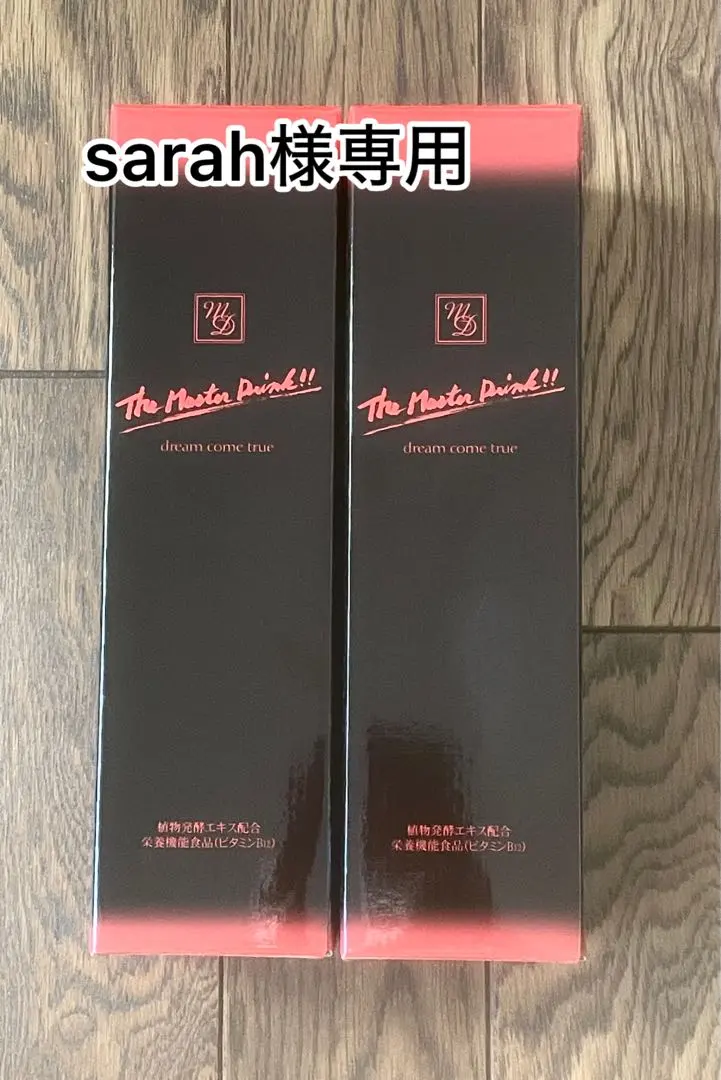 sarah様専用
MD
The Master Drink!!
dream come true
植物発酵エキス配合
栄養機能食品(ビタミンB12)
MD
The Master Drink!!
dream come true
植物発酵エキス配合
栄養機能食品(ビタミンB12)